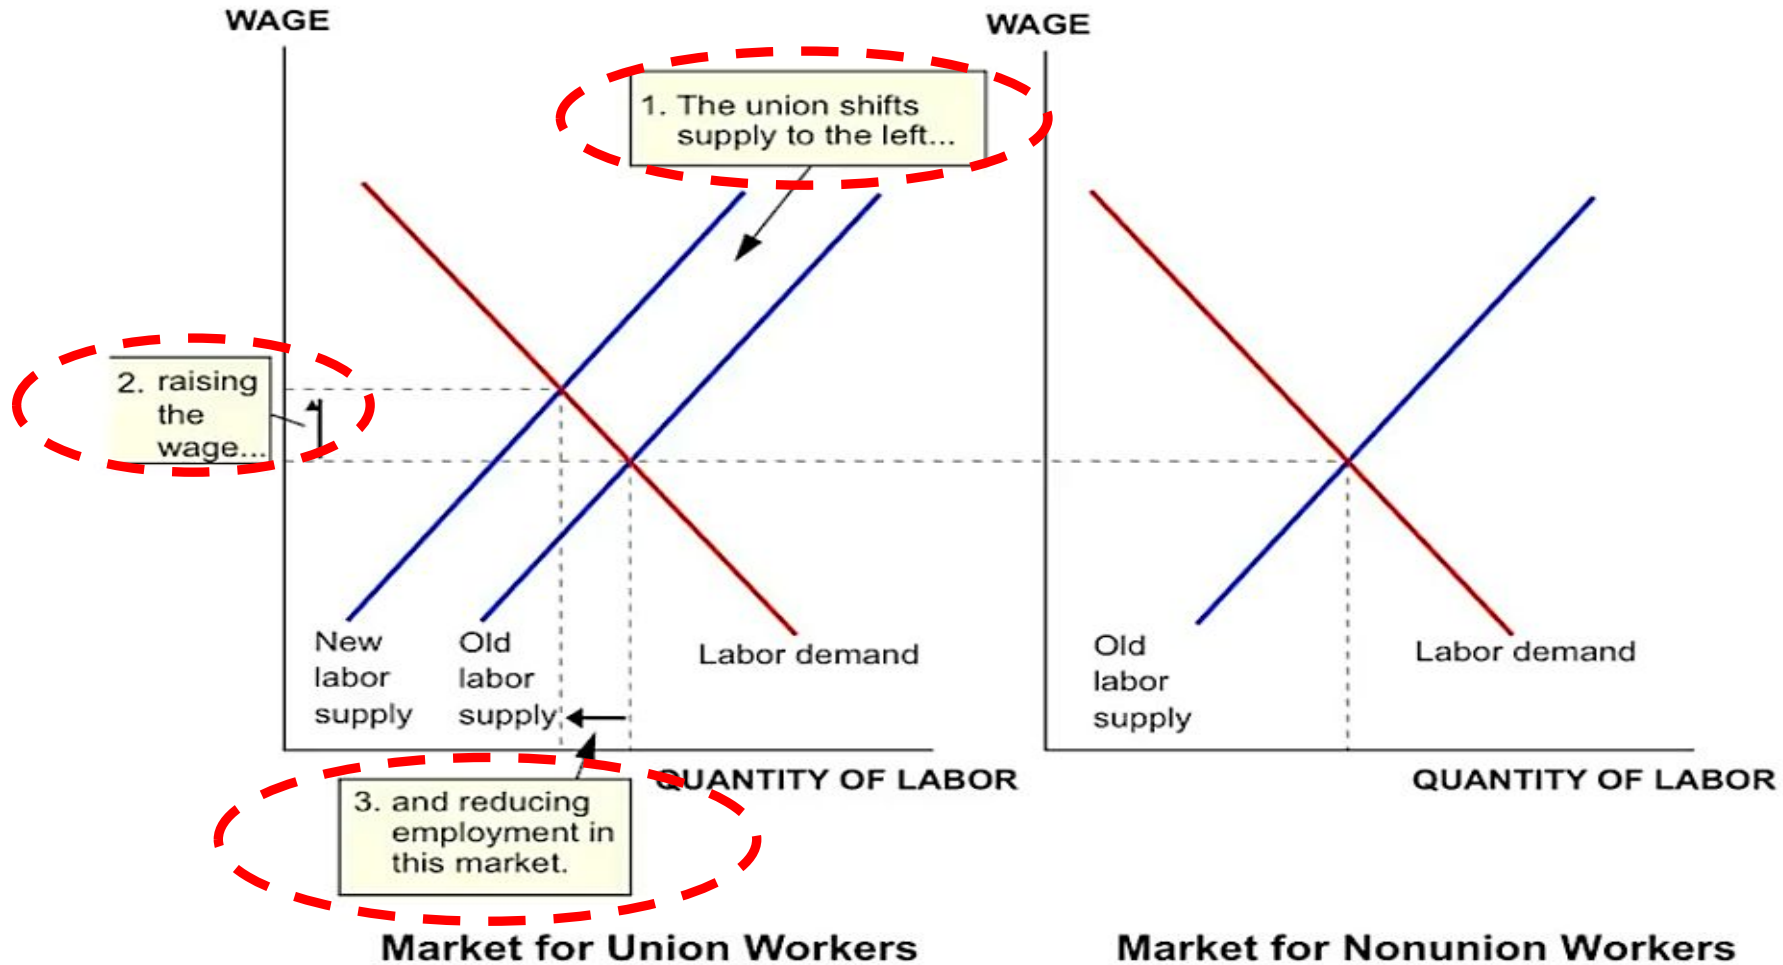 WAGE
1. The union shifts
supply to the left...
2. raising
the
wage...
New
labor
supply
Old
labor
supply
Labor demand
QUANTITY OF LABOR
3. and reducing
employment in
this market.
Market for Union Workers
WAGE
Old
labor
supply
Labor demand
QUANTITY OF LABOR
Market for Nonunion Workers